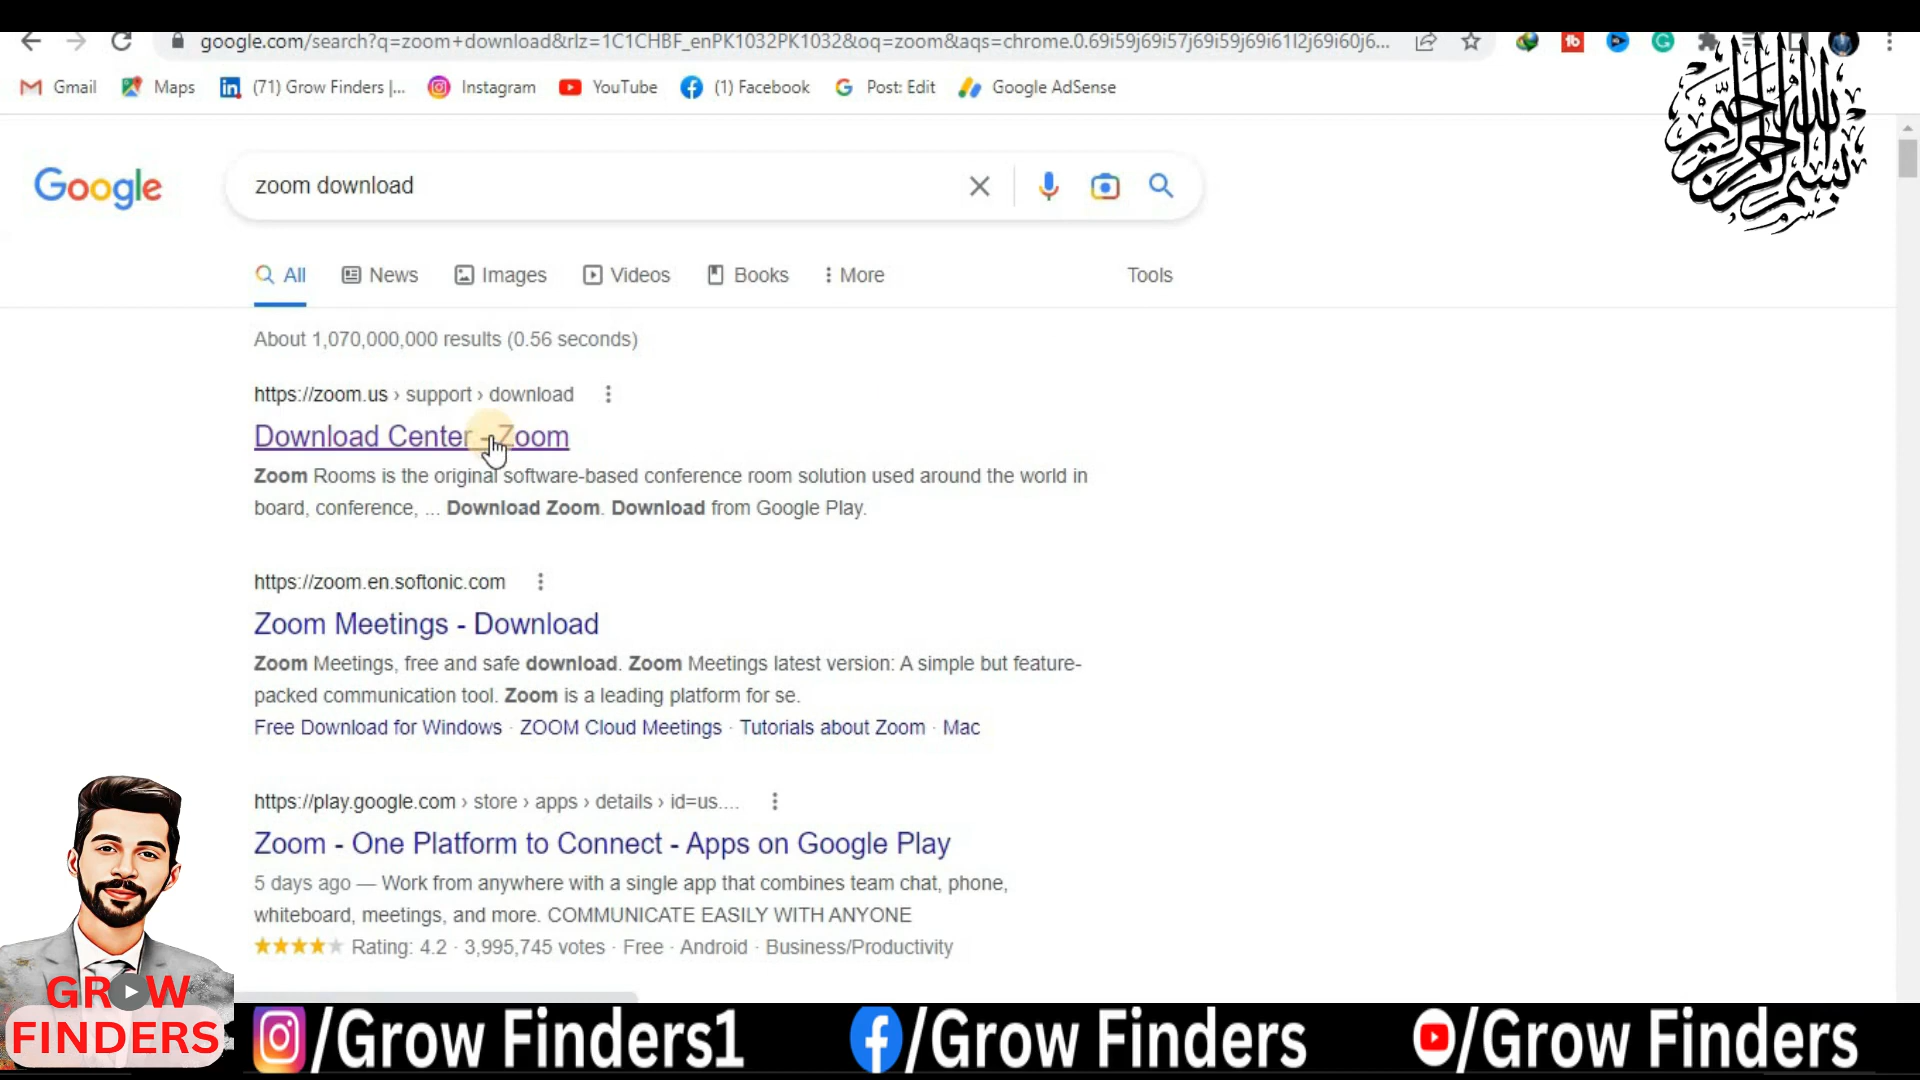 google.com/search?q=zoom+download&rlz=1C1CHBF_enPK1032PK1032&oq=zoom&aqs=chrome.0.69i59j69i57j69i59j69i61l2j69i60j6...
Gmail Maps (71) Grow Finders |... Instagram YouTube (1) Facebook Post: Edit Google AdSense
بسم الله الرحمن الرحيم
Google
zoom download
All News Images Videos Books More Tools
About 1,070,000,000 results (0.56 seconds)
https://zoom.us › support › download
Download Center - Zoom
Zoom Rooms is the original software-based conference room solution used around the world in
board, conference, ... Download Zoom. Download from Google Play.
https://zoom.en.softonic.com
Zoom Meetings - Download
Zoom Meetings, free and safe download. Zoom Meetings latest version: A simple but feature-
packed communication tool. Zoom is a leading platform for se.
Free Download for Windows · ZOOM Cloud Meetings · Tutorials about Zoom · Mac
https://play.google.com › store › apps › details › id=us....
Zoom - One Platform to Connect - Apps on Google Play
5 days ago — Work from anywhere with a single app that combines team chat, phone,
whiteboard, meetings, and more. COMMUNICATE EASILY WITH ANYONE
Rating: 4.2 · 3,995,745 votes · Free · Android · Business/Productivity
GROW
FINDERS
/Grow Finders1 /Grow Finders /Grow Finders